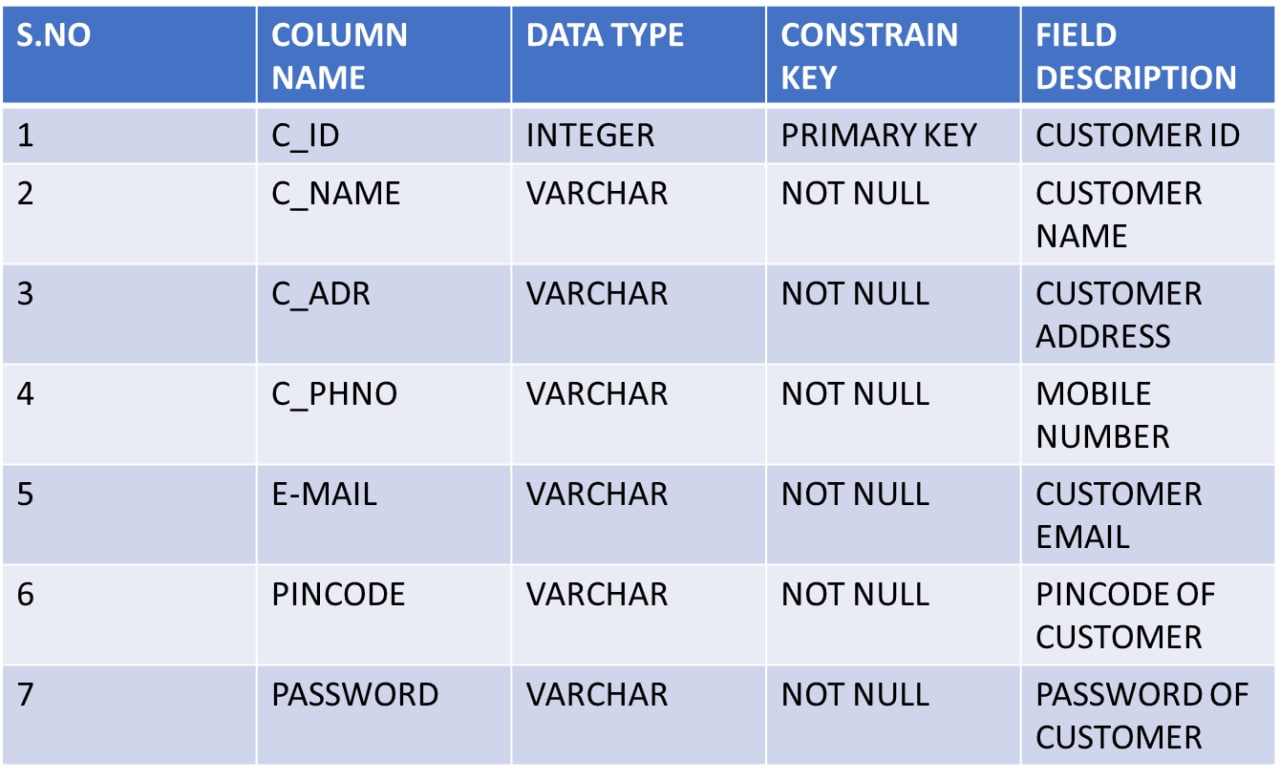 S.NO COLUMN NAME DATA TYPE CONSTRAIN KEY FIELD DESCRIPTION
1 C_ID INTEGER PRIMARY KEY CUSTOMER ID
2 C_NAME VARCHAR NOT NULL CUSTOMER NAME
3 C_ADR VARCHAR NOT NULL CUSTOMER ADDRESS
4 C_PHNO VARCHAR NOT NULL MOBILE NUMBER
5 E-MAIL VARCHAR NOT NULL CUSTOMER EMAIL
6 PINCODE VARCHAR NOT NULL PINCODE OF CUSTOMER
7 PASSWORD VARCHAR NOT NULL PASSWORD OF CUSTOMER